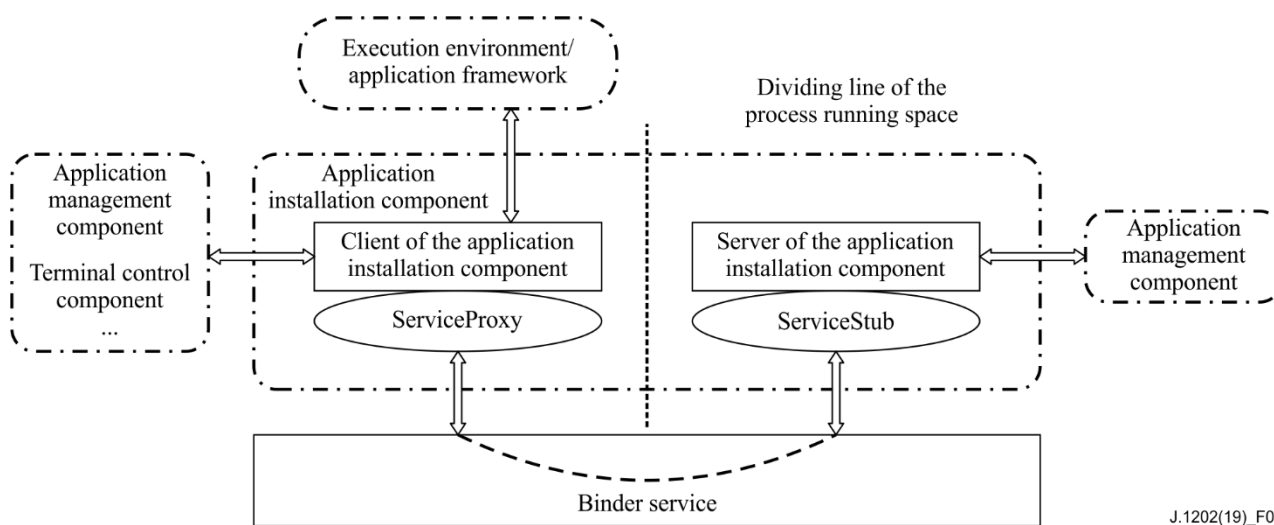 Execution environment/
application framework
Dividing line of the
process running space
Application
management
component
Terminal control
component
...
Application
installation component
Client of the application
installation component
ServiceProxy
Server of the application
installation component
ServiceStub
Application
management
component
Binder service
J.1202(19)_F0